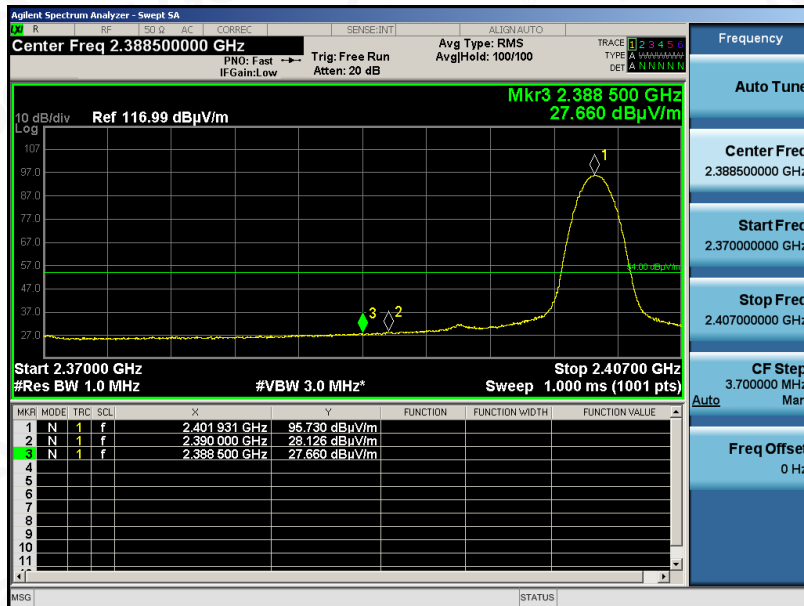 Agilent Spectrum Analyzer - Swept SA
LXI R RF 50 Ω AC CORREC SENSE:INT ALIGN AUTO
Center Freq 2.388500000 GHz
PNO: Fast
IFGain:Low
Trig: Free Run
Atten: 20 dB
Avg Type: RMS
Avg|Hold: 100/100
TRACE 1 2 3 4 5 6
TYPE A WWWWW
DET A N N N N N
Mkr3 2.388 500 GHz
27.660 dBµV/m
10 dB/div Ref 116.99 dBµV/m
Log
107
97.0
87.0
77.0
67.0
57.0
47.0
37.0
27.0
1
54.00 dBµV/m
3
2
Start 2.37000 GHz Stop 2.40700 GHz
#Res BW 1.0 MHz #VBW 3.0 MHz* Sweep 1.000 ms (1001 pts)
MKR MODE TRC SCL X Y FUNCTION FUNCTION WIDTH FUNCTION VALUE
1 N 1 f 2.401 931 GHz 95.730 dBµV/m
2 N 1 f 2.390 000 GHz 28.126 dBµV/m
3 N 1 f 2.388 500 GHz 27.660 dBµV/m
4
5
6
7
8
9
10
11
MSG STATUS
Frequency
Auto Tune
Center Freq
2.388500000 GHz
Start Freq
2.370000000 GHz
Stop Freq
2.407000000 GHz
CF Step
3.700000 MHz
Auto Man
Freq Offset
0 Hz